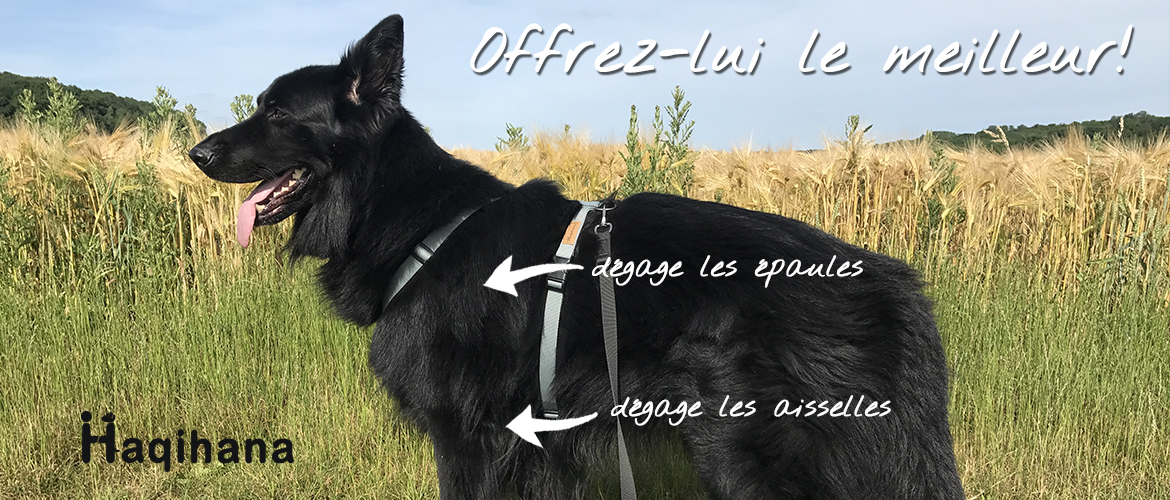 Offrez-lui le meilleur!
dégage les épaules
dégage les aisselles
Haqihana